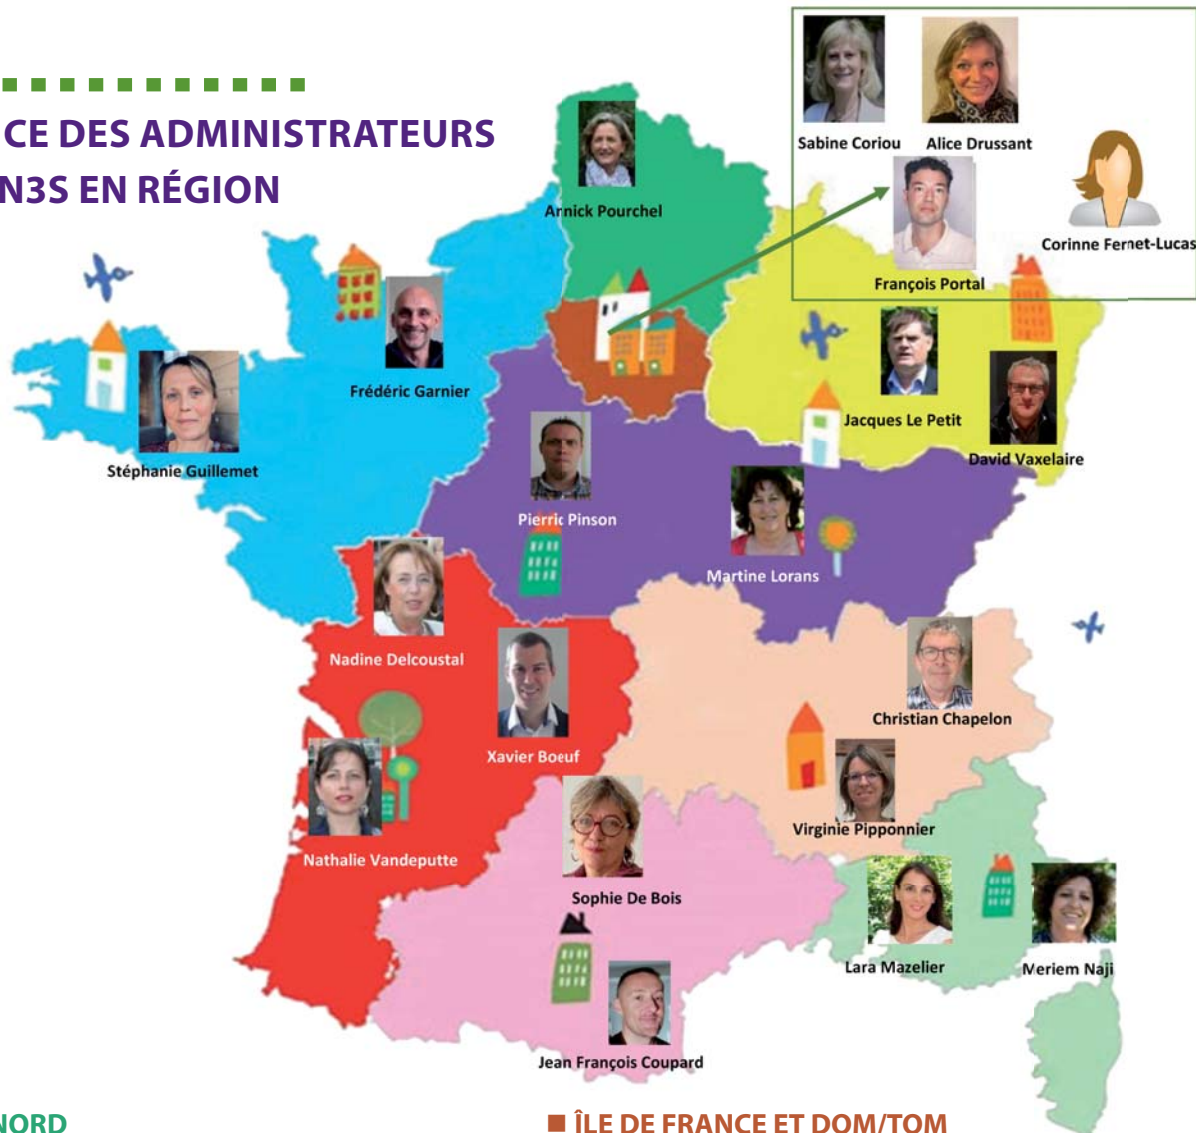 CE DES ADMINISTRATEURS
N3S EN RÉGION
Sabine Coriou
Alice Drussant
Corinne Fernet-Lucas
François Portal
Annick Pourchel
Frédéric Garnier
Stéphanie Guillemet
Jacques Le Petit
David Vaxelaire
Pierric Pinson
Martine Lorans
Nadine Delcoustal
Xavier Boeuf
Christian Chapelon
Virginie Pipponnier
Nathalie Vandeputte
Sophie De Bois
Lara Mazelier
Meriem Naji
Jean François Coupard
NORD
ÎLE DE FRANCE ET DOM/TOM